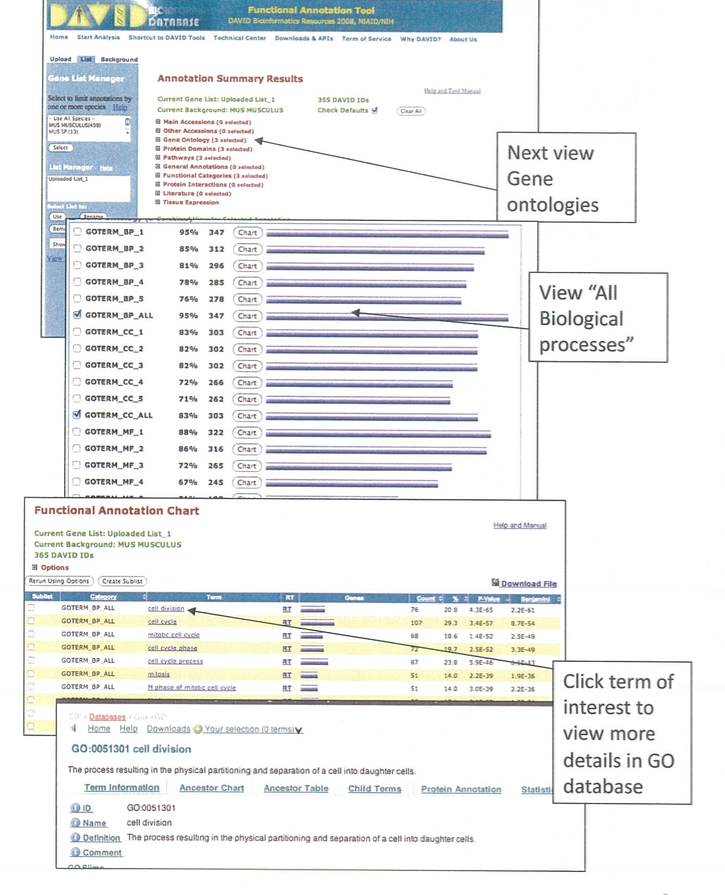 DAVID BIOINFORMATICS DATABASE
Functional Annotation Tool
DAVID Bioinformatics Resources 2008, NIAID/NIH
Home Start Analysis Shortcut to DAVID Tools Technical Center Downloads & APIs Term of Service Why DAVID? About Us
Upload List Background
Gene List Manager
Select to limit annotations by
one or more species Help
- Use All Species -
MUS MUSCULUS(438)
MUS SP.(13)
Select
List Manager Help
Uploaded List_1
Select List to:
Use Rename
Annotation Summary Results
Help and Tool Manual
Current Gene List: Uploaded List_1 355 DAVID IDs
Current Background: MUS MUSCULUS Check Defaults Clear All
Main Accessions (0 selected)
Other Accessions (0 selected)
Gene Ontology (3 selected)
Protein Domains (3 selected)
Pathways (2 selected)
General Annotations (0 selected)
Functional Categories (3 selected)
Protein Interactions (0 selected)
Literature (0 selected)
Tissue Expression
Next view
Gene
ontologies
GOTERM_BP_1 95% 347 Chart
GOTERM_BP_2 85% 312 Chart
GOTERM_BP_3 81% 296 Chart
GOTERM_BP_4 78% 285 Chart
GOTERM_BP_5 76% 278 Chart
GOTERM_BP_ALL 95% 347 Chart
GOTERM_CC_1 83% 303 Chart
GOTERM_CC_2 82% 302 Chart
GOTERM_CC_3 82% 302 Chart
GOTERM_CC_4 72% 266 Chart
GOTERM_CC_5 71% 262 Chart
GOTERM_CC_ALL 83% 303 Chart
GOTERM_MF_1 88% 322 Chart
GOTERM_MF_2 86% 316 Chart
GOTERM_MF_3 72% 265 Chart
GOTERM_MF_4 67% 245 Chart
View "All
Biological
processes"
Functional Annotation Chart
Help and Manual
Current Gene List: Uploaded List_1
Current Background: MUS MUSCULUS
365 DAVID IDs
Options
Rerun Using Options Create Sublist Download File
Sublist Category Term RT Genes Count % P-Value Benjamini
GOTERM_BP_ALL cell division RT 76 20.8 4.3E-65 2.2E-61
GOTERM_BP_ALL cell cycle RT 107 29.3 3.4E-57 8.7E-54
GOTERM_BP_ALL mitotic cell cycle RT 68 18.6 1.4E-52 2.5E-49
GOTERM_BP_ALL cell cycle phase RT 72 19.7 2.5E-52 3.3E-49
GOTERM_BP_ALL cell cycle process RT 87 23.8 5.9E-46
GOTERM_BP_ALL mitosis RT 51 14.0 2.2E-39 1.9E-36
GOTERM_BP_ALL M phase of mitotic cell cycle RT 51 14.0 3.0E-39 2.2E-36
Click term of
interest to
view more
details in GO
database
EBI > Databases >
Home Help Downloads Your selection (0 terms)
GO:0051301 cell division
The process resulting in the physical partitioning and separation of a cell into daughter cells.
Term Information Ancestor Chart Ancestor Table Child Terms Protein Annotation Statisti
ID GO:0051301
Name cell division
Definition The process resulting in the physical partitioning and separation of a cell into daughter cells.
Comment